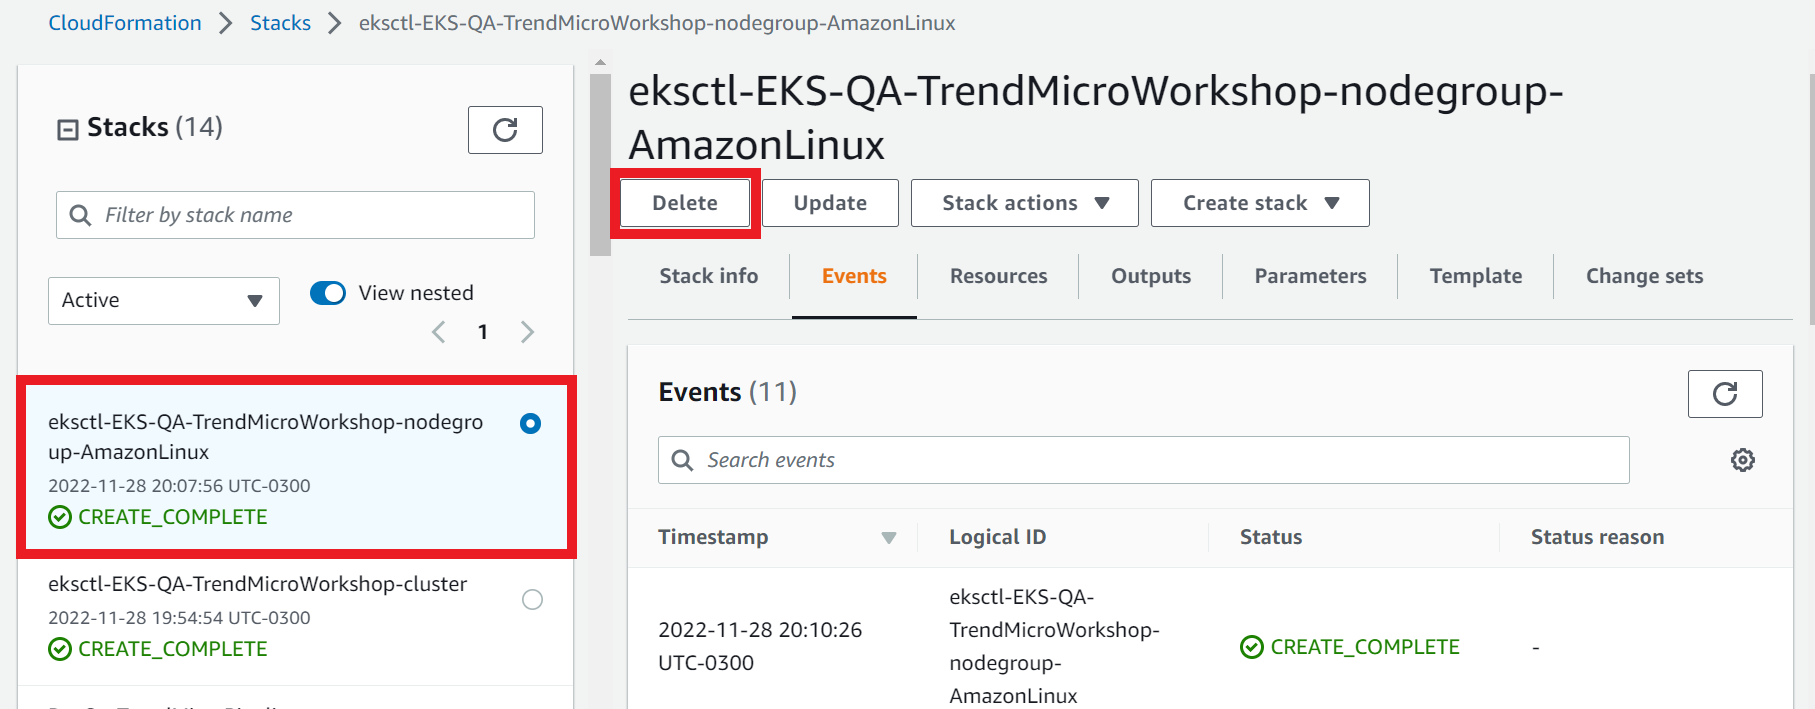 CloudFormation > Stacks > eksctl-EKS-QA-TrendMicroWorkshop-nodegroup-AmazonLinux
Stacks (14)
Filter by stack name
Active
View nested
1
eksctl-EKS-QA-TrendMicroWorkshop-nodegro
up-AmazonLinux
2022-11-28 20:07:56 UTC-0300
CREATE_COMPLETE
eksctl-EKS-QA-TrendMicroWorkshop-cluster
2022-11-28 19:54:54 UTC-0300
CREATE_COMPLETE
eksctl-EKS-QA-TrendMicroWorkshop-nodegroup-
AmazonLinux
Delete Update Stack actions Create stack
Stack info Events Resources Outputs Parameters Template Change sets
Events (11)
Search events
Timestamp Logical ID Status Status reason
2022-11-28 20:10:26
UTC-0300
eksctl-EKS-QA-
TrendMicroWorkshop-
nodegroup-
AmazonLinux
CREATE_COMPLETE
-